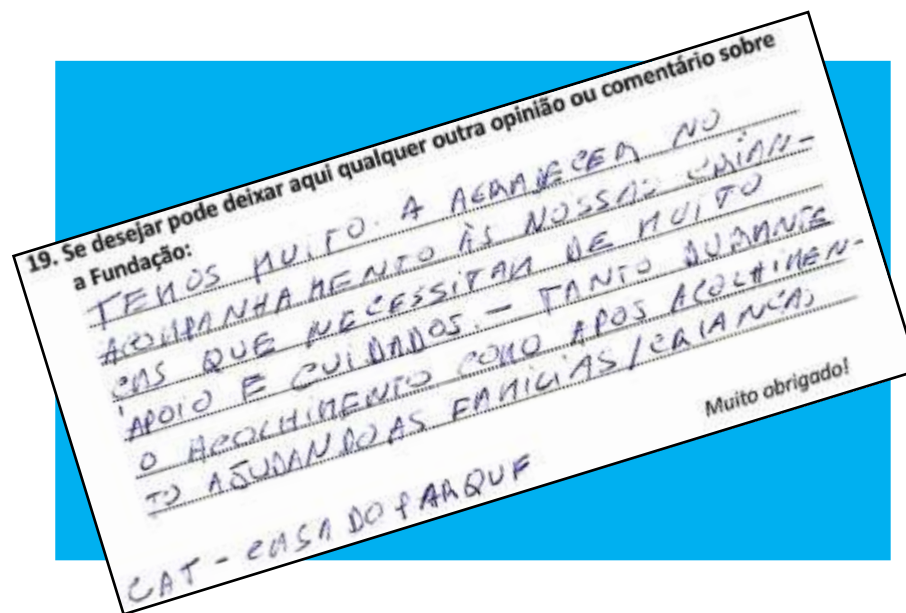 19. Se desejar pode deixar aqui qualquer outra opinião ou comentário sobre
a Fundação:
TEMOS MUITO. A AGRADECER NO
ACOMPANHAMENTO ÀS NOSSAS CRIAN-
ÇAS QUE NECESSITAM DE MUITO
APOIO E CUIDADOS. - TANTO DURANTE
O ACOLHIMENTO COMO APOS ACOLHIMEN-
TO AJUDANDO AS FAMILIAS/CRIANÇAS
Muito obrigado!
CAT - CASA DO PARQUE